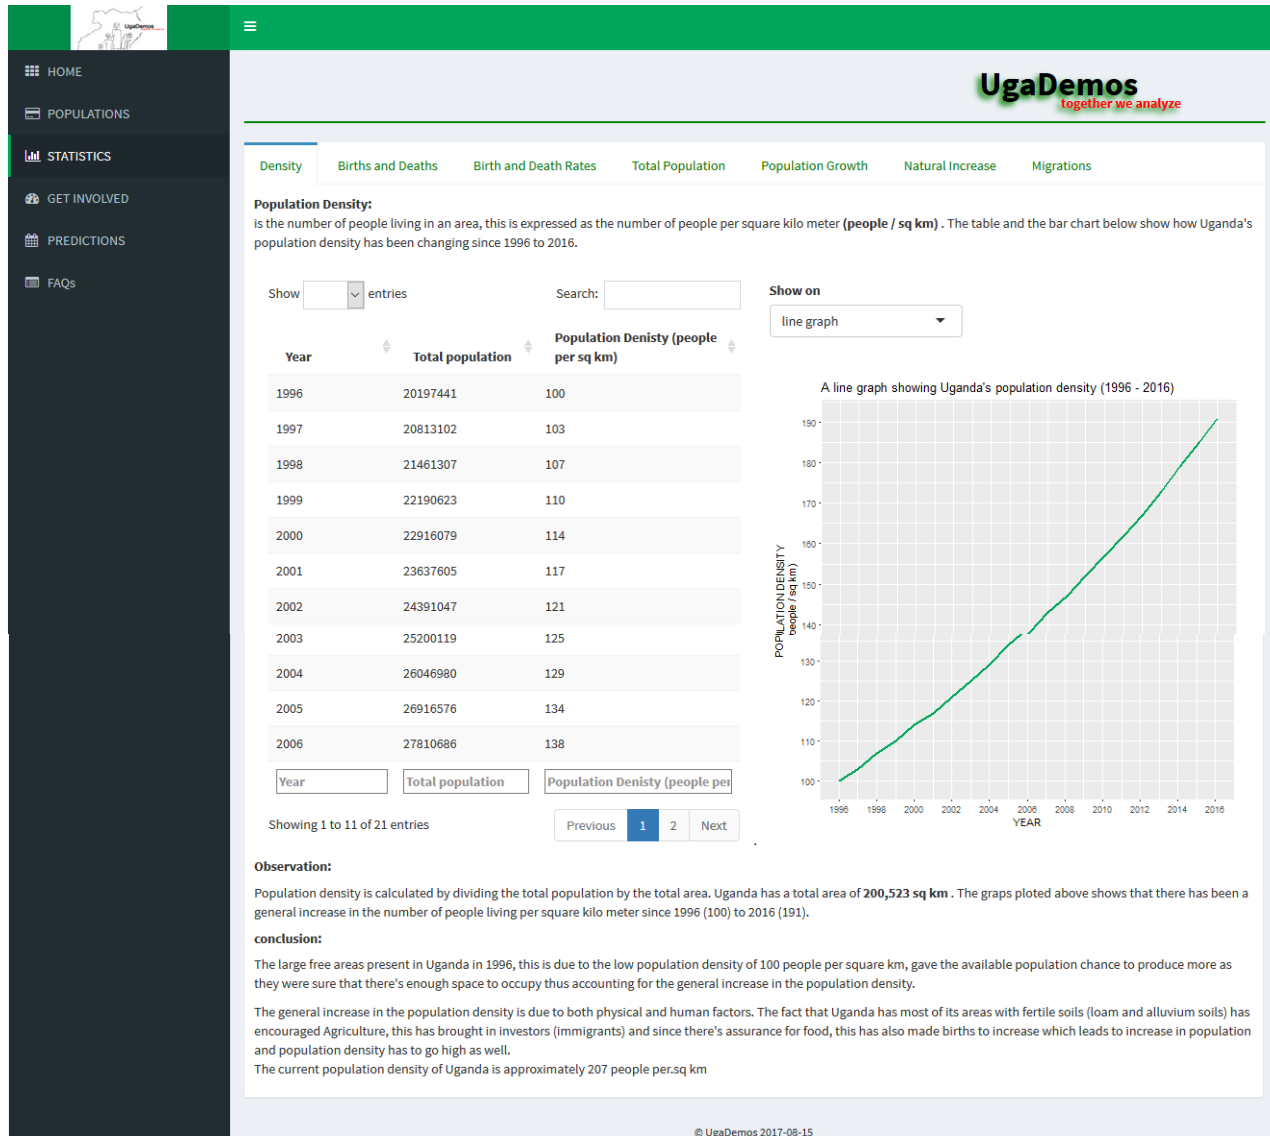 UgaDemos
HOME
POPULATIONS
STATISTICS
GET INVOLVED
PREDICTIONS
FAQs
UgaDemos
together we analyze
Density Births and Deaths Birth and Death Rates Total Population Population Growth Natural Increase Migrations
Population Density:
is the number of people living in an area, this is expressed as the number of people per square kilo meter (people / sq km) . The table and the bar chart below show how Uganda's
population density has been changing since 1996 to 2016.
Show entries Search:
Year Total population Population Denisty (people
per sq km)
1996 20197441 100
1997 20813102 103
1998 21461307 107
1999 22190623 110
2000 22916079 114
2001 23637605 117
2002 24391047 121
2003 25200119 125
2004 26046980 129
2005 26916576 134
2006 27810686 138
Year Total population Population Denisty (people per
Showing 1 to 11 of 21 entries Previous 1 2 Next
Show on
line graph
A line graph showing Uganda's population density (1996 - 2016)
POPULATION DENSITY
people / sq km)
190
180
170
160
150
140
130
120
110
100
1996 1998 2000 2002 2004 2006 2008 2010 2012 2014 2016
YEAR
.
Observation:
Population density is calculated by dividing the total population by the total area. Uganda has a total area of 200,523 sq km . The graps ploted above shows that there has been a
general increase in the number of people living per square kilo meter since 1996 (100) to 2016 (191).
conclusion:
The large free areas present in Uganda in 1996, this is due to the low population density of 100 people per square km, gave the available population chance to produce more as
they were sure that there's enough space to occupy thus accounting for the general increase in the population density.
The general increase in the population density is due to both physical and human factors. The fact that Uganda has most of its areas with fertile soils (loam and alluvium soils) has
encouraged Agriculture, this has brought in investors (immigrants) and since there's assurance for food, this has also made births to increase which leads to increase in population
and population density has to go high as well.
The current population density of Uganda is approximately 207 people per.sq km
© UgaDemos 2017-08-15